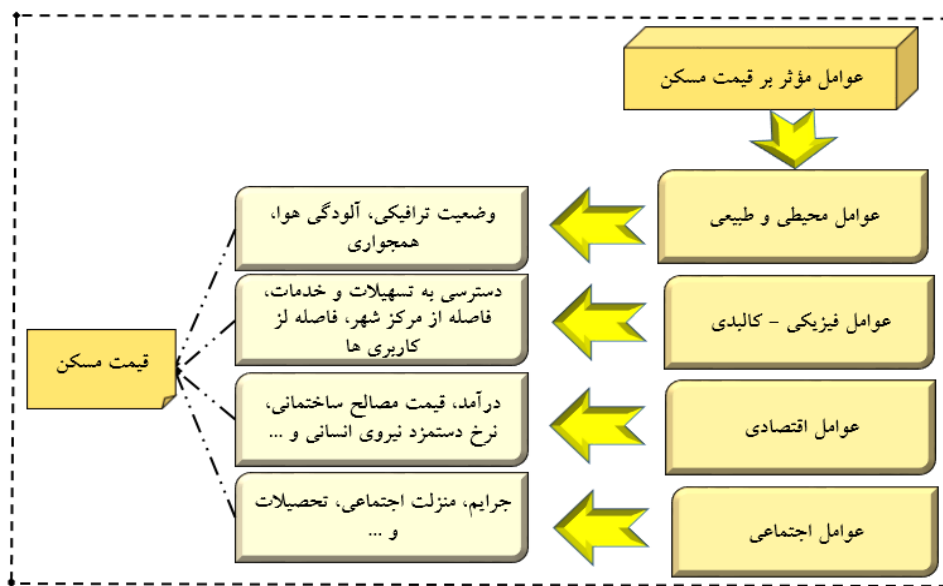 عوامل مؤثر بر قیمت مسکن
عوامل محیطی و طبیعی
وضعیت ترافیکی، آلودگی هوا،
همجواری
عوامل فیزیکی - کالبدی
دسترسی به تسهیلات و خدمات،
فاصله از مرکز شهر، فاصله لز
کاربری ها
عوامل اقتصادی
درآمد، قیمت مصالح ساختمانی،
نرخ دستمزد نیروی انسانی و ...
عوامل اجتماعی
جرایم، منزلت اجتماعی، تحصیلات
و ...
قیمت مسکن